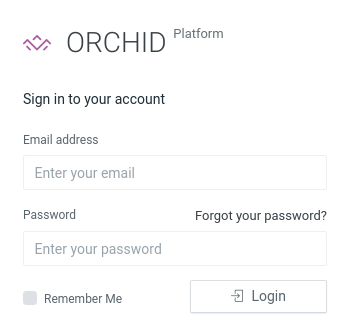 ORCHID Platform
Sign in to your account
Email address
Enter your email
Password Forgot your password?
Enter your password
Remember Me Login